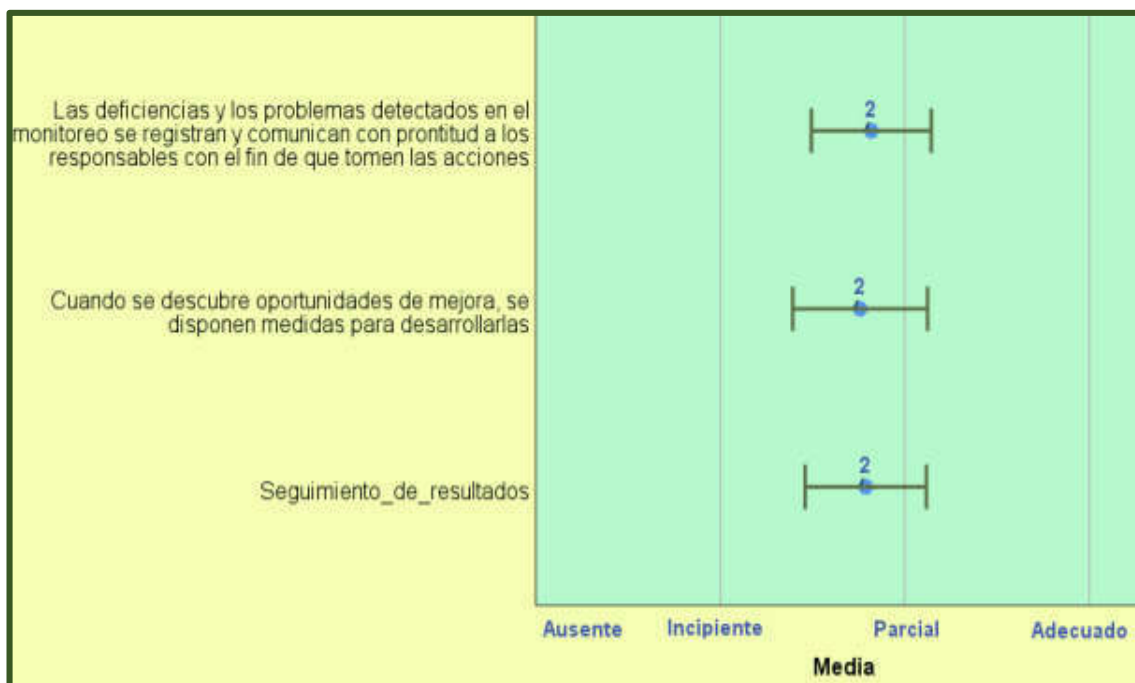 Las deficiencias y los problemas detectados en el
monitoreo se registran y comunican con prontitud a los
responsables con el fin de que tomen las acciones
2
Cuando se descubre oportunidades de mejora, se
disponen medidas para desarrollarlas
2
Seguimiento_de_resultados
2
Ausente Incipiente Parcial Adecuado
Media